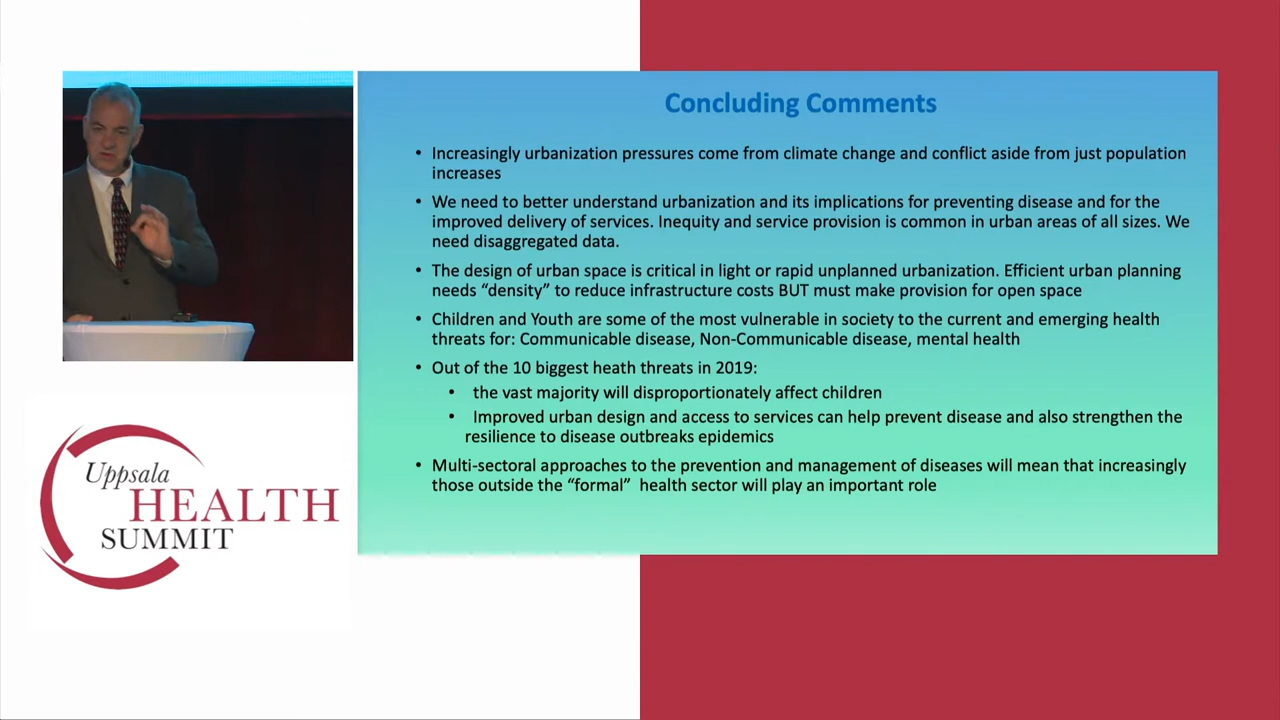 Concluding Comments
• Increasingly urbanization pressures come from climate change and conflict aside from just population
increases
• We need to better understand urbanization and its implications for preventing disease and for the
improved delivery of services. Inequity and service provision is common in urban areas of all sizes. We
need disaggregated data.
• The design of urban space is critical in light or rapid unplanned urbanization. Efficient urban planning
needs “density” to reduce infrastructure costs BUT must make provision for open space
• Children and Youth are some of the most vulnerable in society to the current and emerging health
threats for: Communicable disease, Non-Communicable disease, mental health
• Out of the 10 biggest heath threats in 2019:
• the vast majority will disproportionately affect children
• Improved urban design and access to services can help prevent disease and also strengthen the
resilience to disease outbreaks epidemics
• Multi-sectoral approaches to the prevention and management of diseases will mean that increasingly
those outside the “formal” health sector will play an important role
Uppsala
HEALTH
SUMMIT